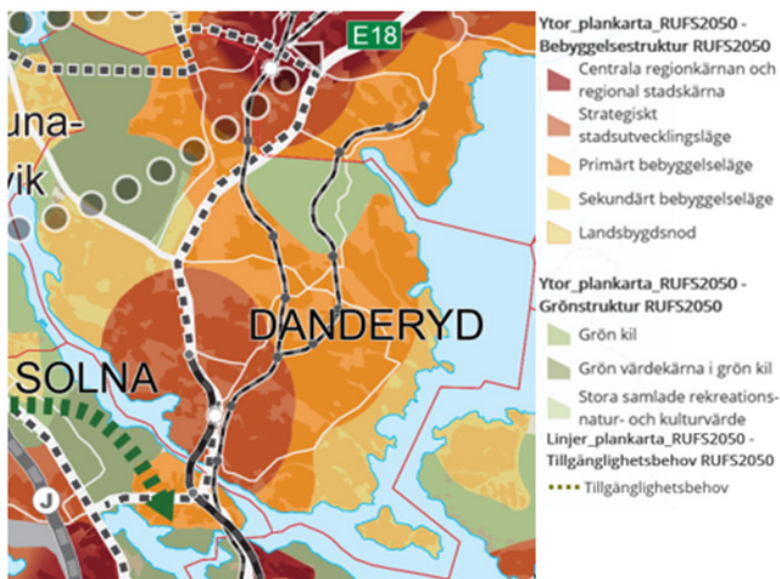 E18
una-
vik
DANDERYD
SOLNA
J
Ytor_plankarta_RUFS2050 -
Bebyggelsestruktur RUFS2050
Centrala regionkärnan och
regional stadskärna
Strategiskt
stadsutvecklingsläge
Primärt bebyggelseläge
Sekundärt bebyggelseläge
Landsbygdsnod
Ytor_plankarta_RUFS2050 -
Grönstruktur RUFS2050
Grön kil
Grön värdekärna i grön kil
Stora samlade rekreations-
natur- och kulturvärde
Linjer_plankarta_RUFS2050 -
Tillgänglighetsbehov RUFS2050
Tillgänglighetsbehov